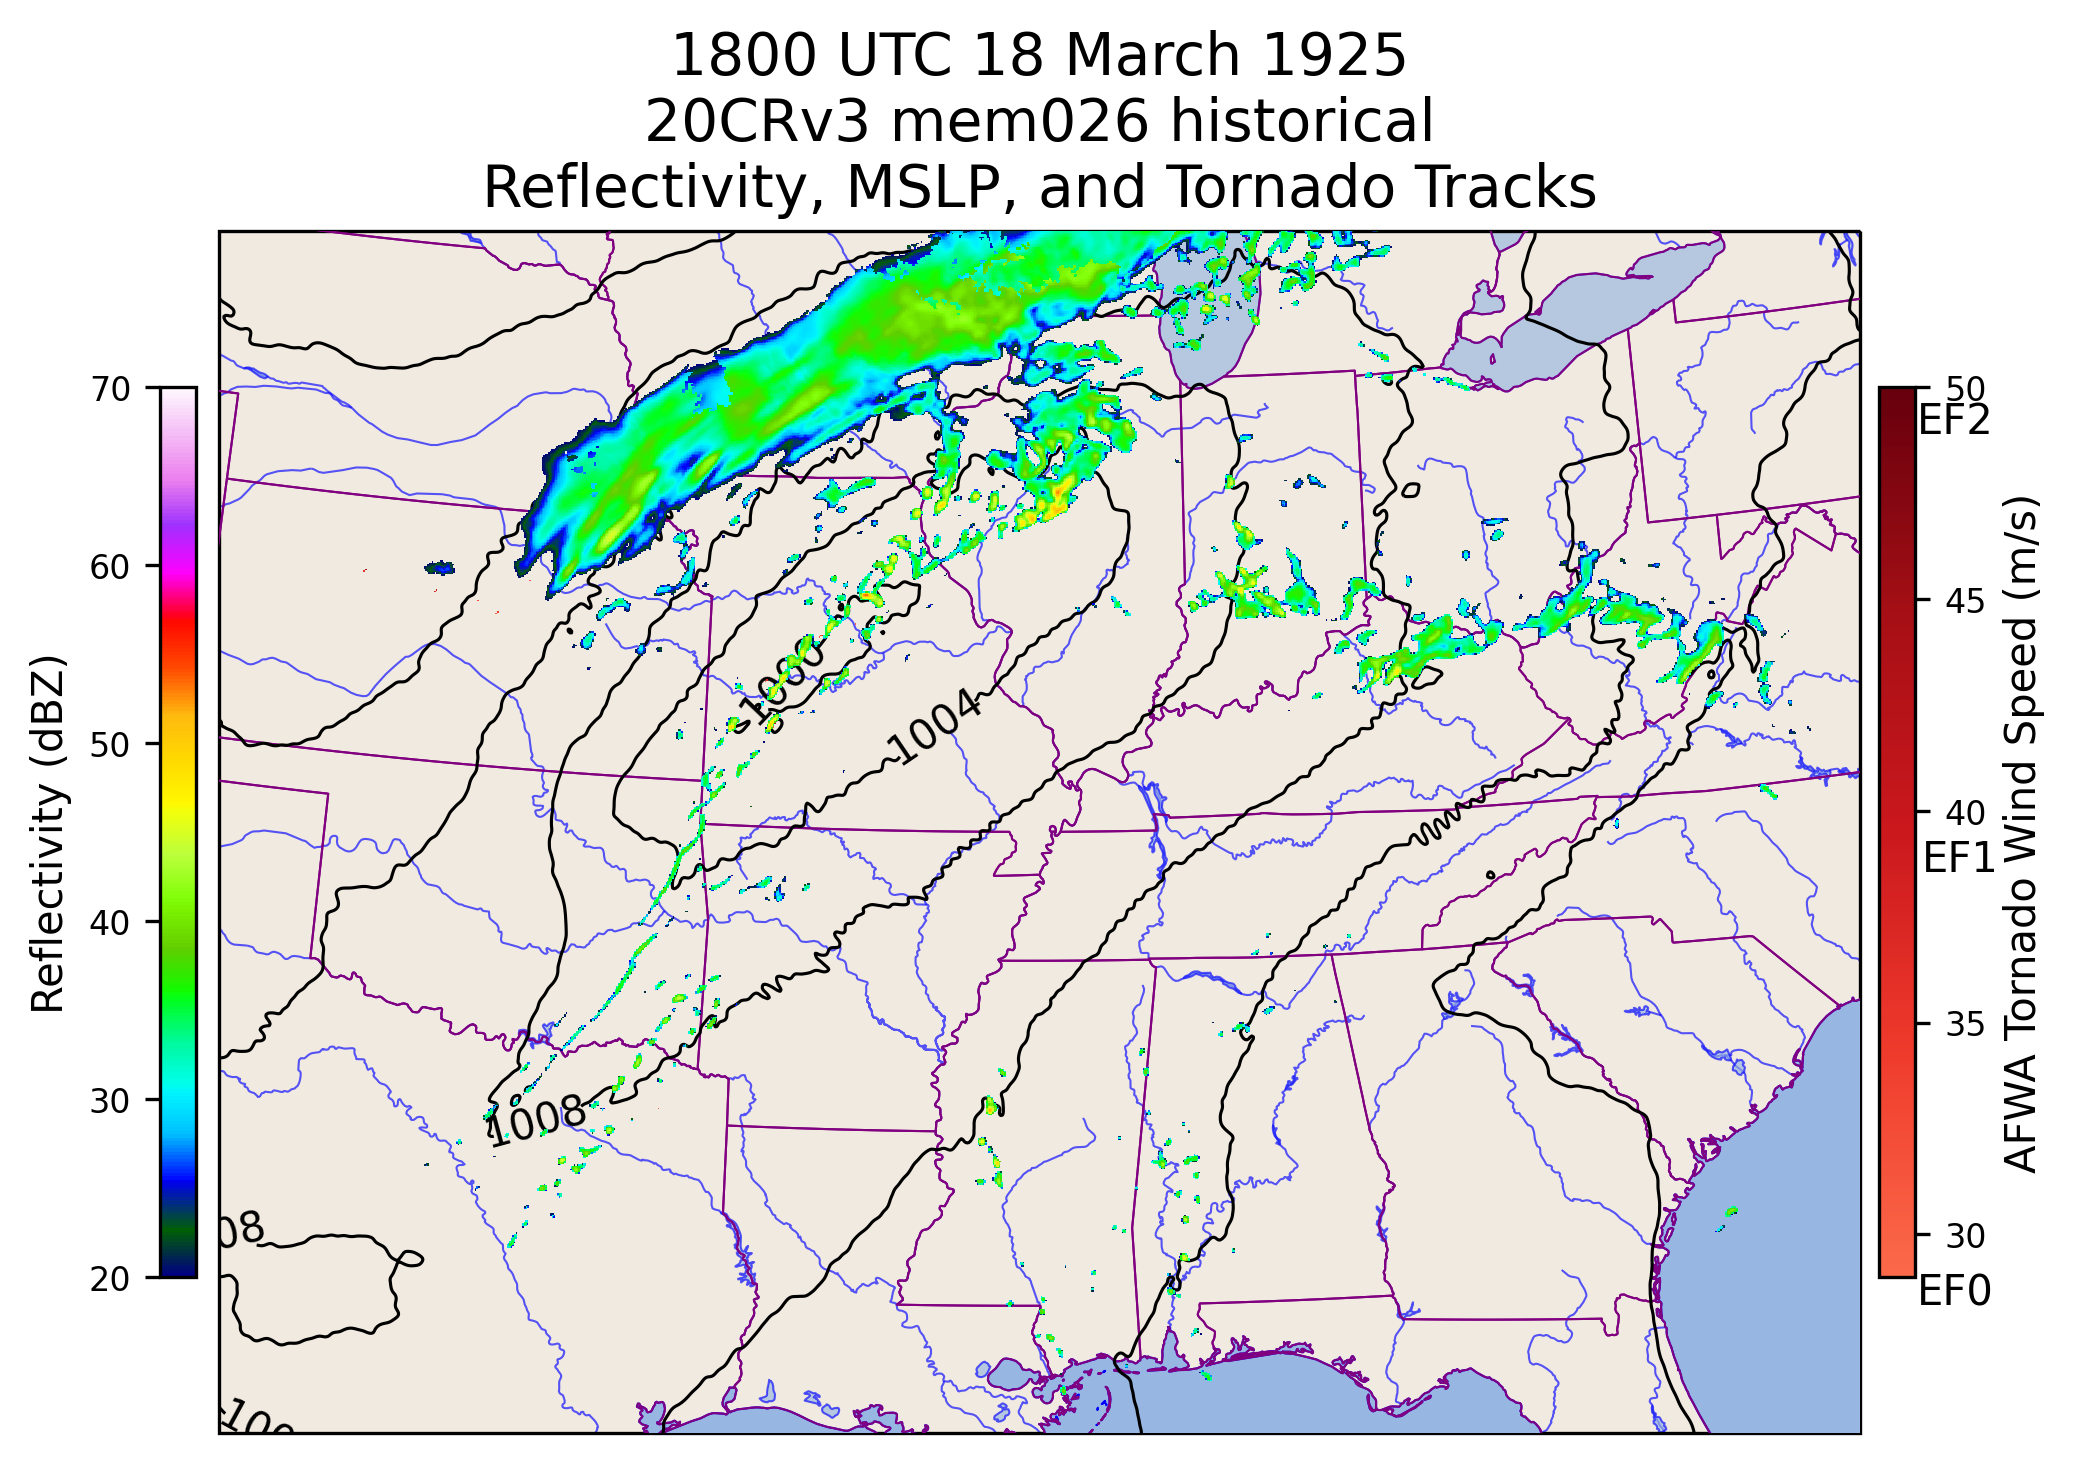 1800 UTC 18 March 1925
20CRv3 mem026 historical
Reflectivity, MSLP, and Tornado Tracks
Reflectivity (dBZ)
70
60
50
40
30
20
1000
1004
1008
08
100
50
EF2
45
40
EF1
35
30
EF0
AFWA Tornado Wind Speed (m/s)